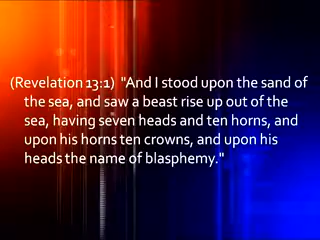 (Revelation 13:1)  "And I stood upon the sand of
the sea, and saw a beast rise up out of the
sea, having seven heads and ten horns, and
upon his horns ten crowns, and upon his
heads the name of blasphemy."